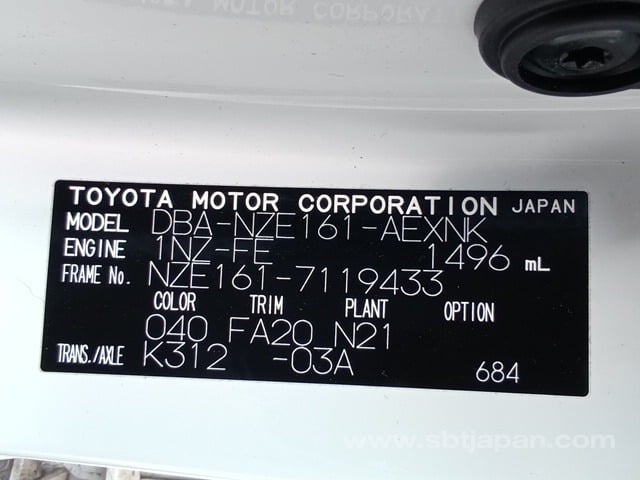 TOYOTA MOTOR CORPORATION JAPAN
MODEL DBA-NZE161-AEXNK
ENGINE 1NZ-FE 1496 mL
FRAME No. NZE161-7119433
COLOR TRIM PLANT OPTION
040 FA20 N21
TRANS./AXLE K312 -03A 684
www.sbtjapan.com